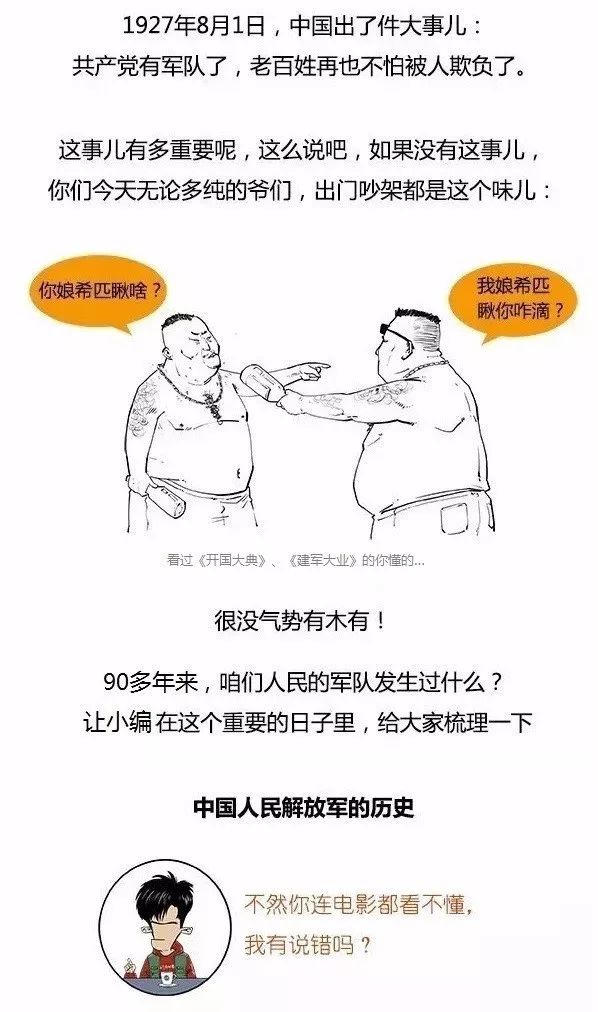 1927年8月1日，中国出了件大事儿：
共产党有军队了，老百姓再也不怕被人欺负了。
这事儿有多重要呢，这么说吧，如果没有这事儿，
你们今天无论多纯的爷们，出门吵架都是这个味儿：
你娘希匹瞅啥？
我娘希匹
瞅你咋滴？
看过《开国大典》、《建军大业》的你懂的...
很没气势有木有！
90多年来，咱们人民的军队发生过什么？
让小编在这个重要的日子里，给大家梳理一下
中国人民解放军的历史
不然你连电影都看不懂，
我有说错吗？